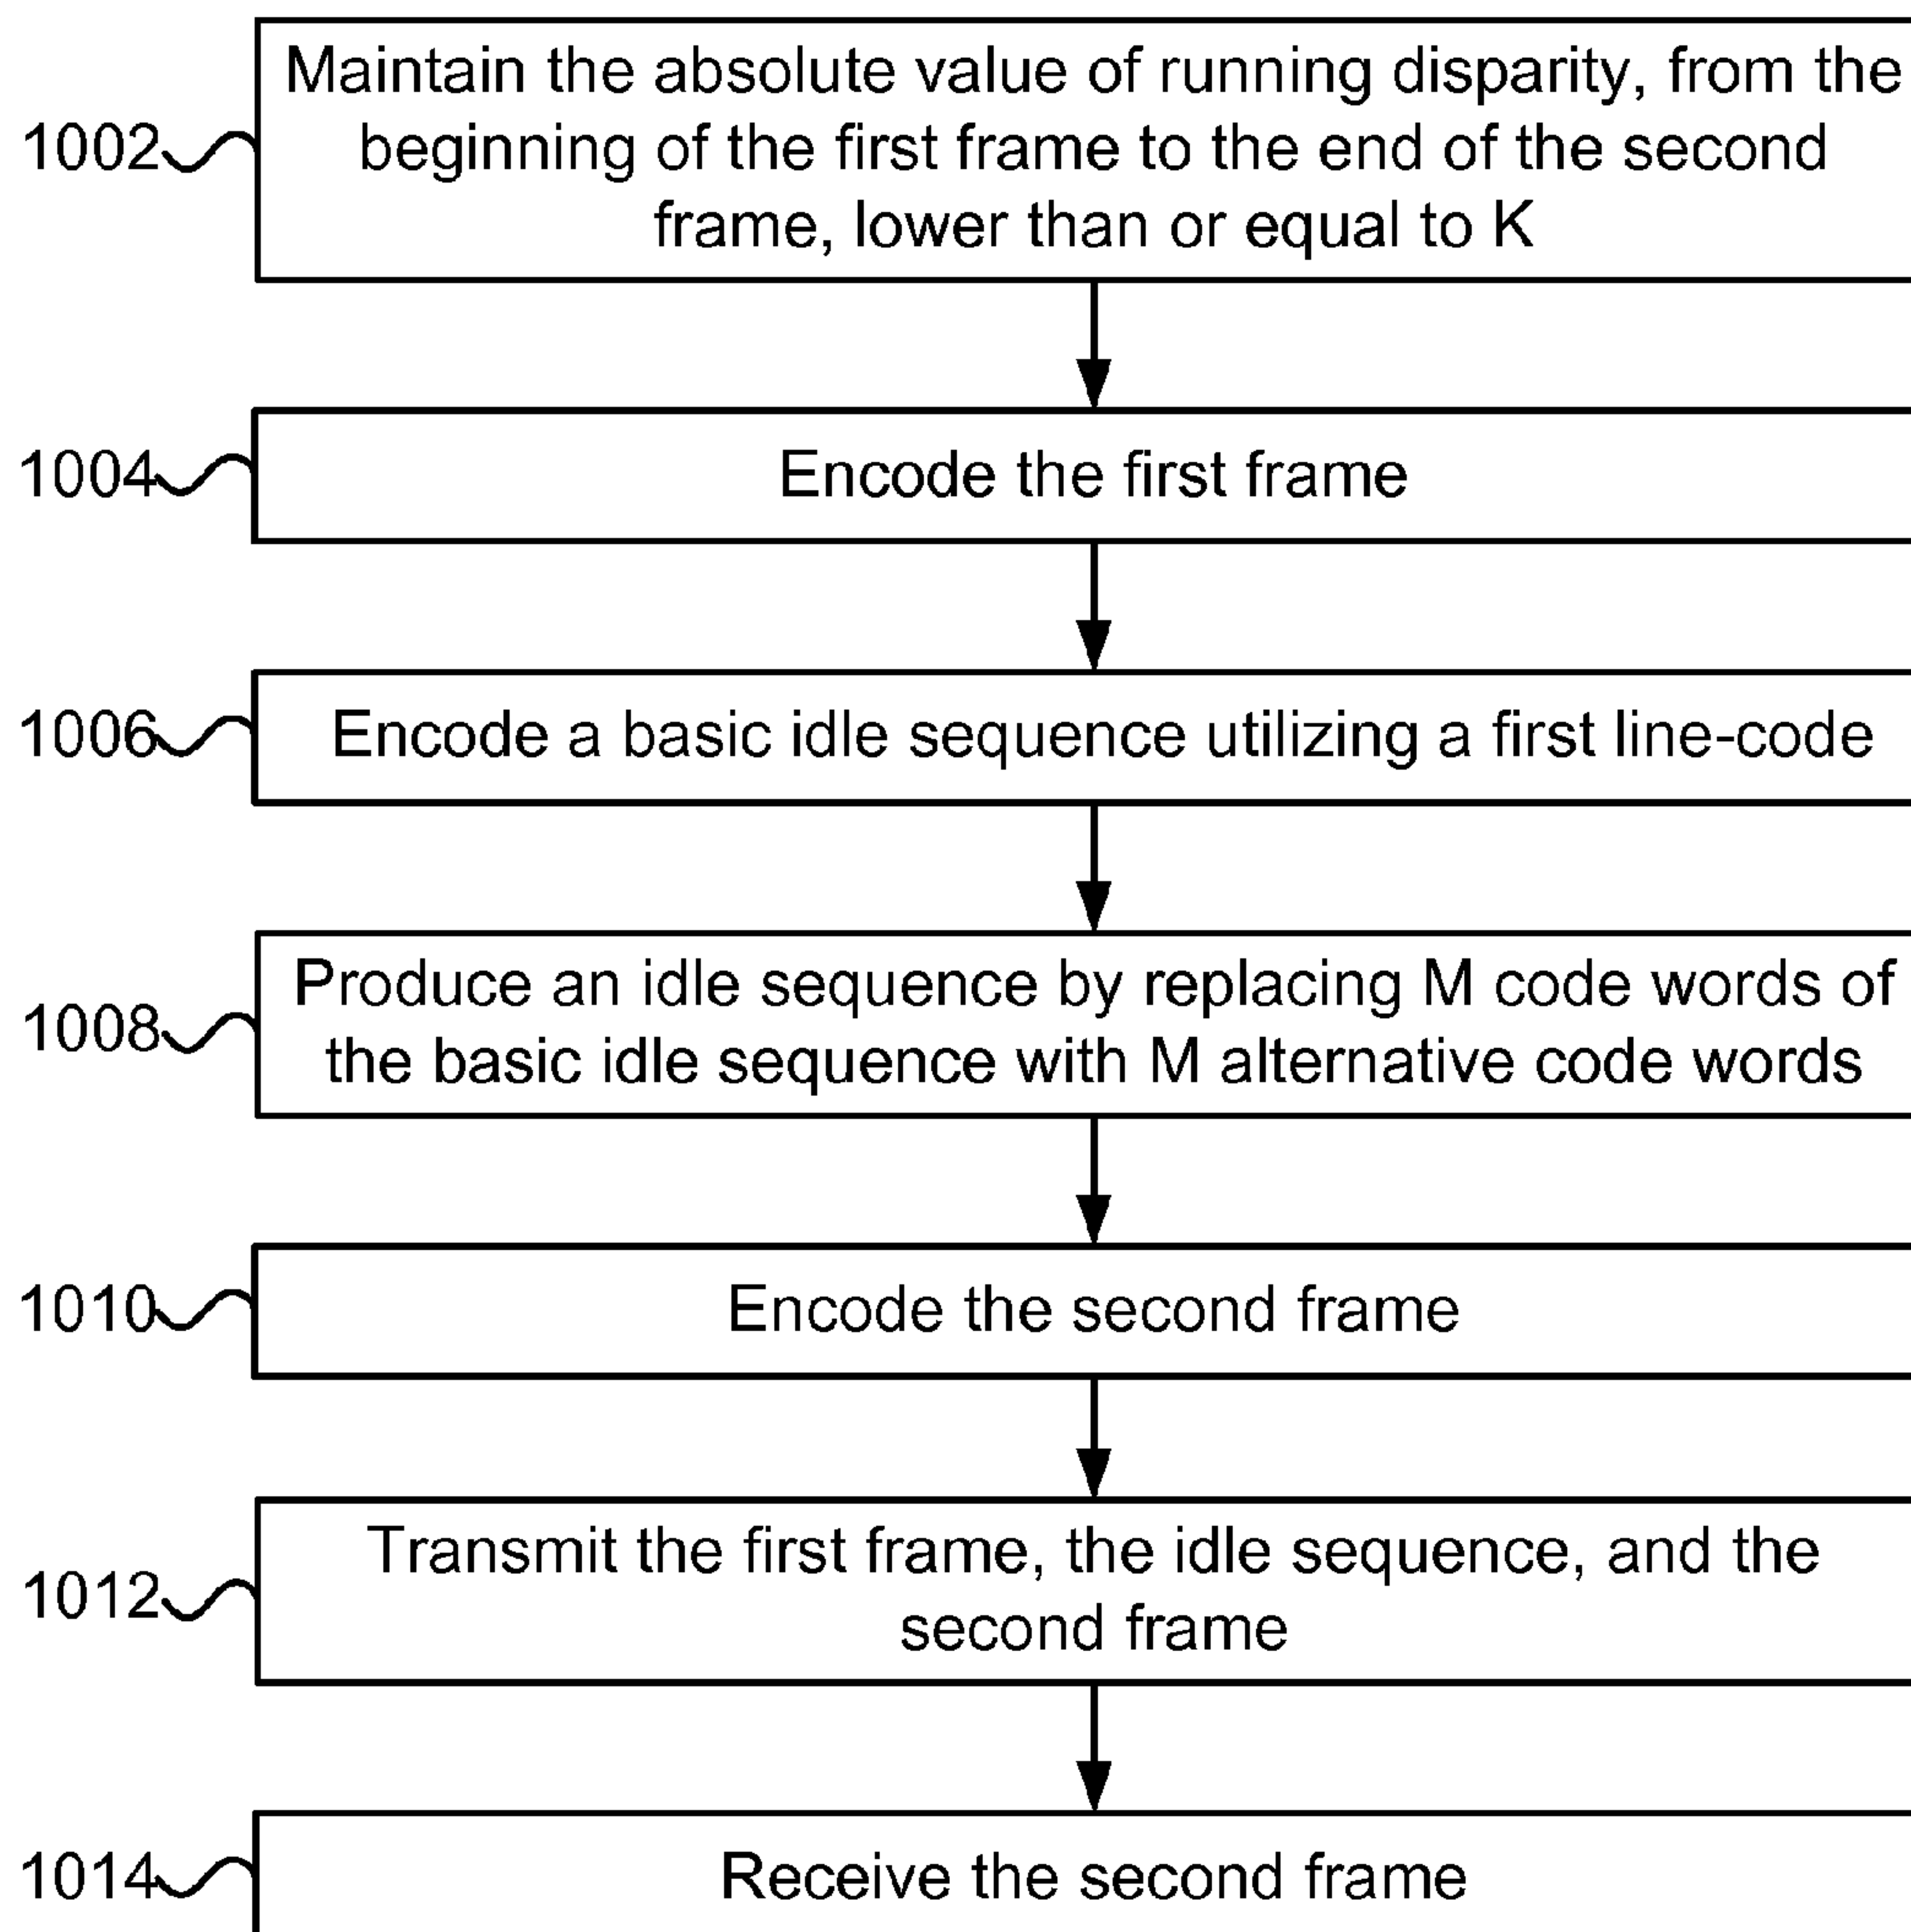 Maintain the absolute value of running disparity, from the
1002
beginning of the first frame to the end of the second
frame, lower than or equal to K
1004
Encode the first frame
1006
Encode a basic idle sequence utilizing a first line-code
Produce an idle sequence by replacing M code words of
1008
the basic idle sequence with M alternative code words
1010
Encode the second frame
Transmit the first frame, the idle sequence, and the
1012
second frame
1014
Receive the second frame